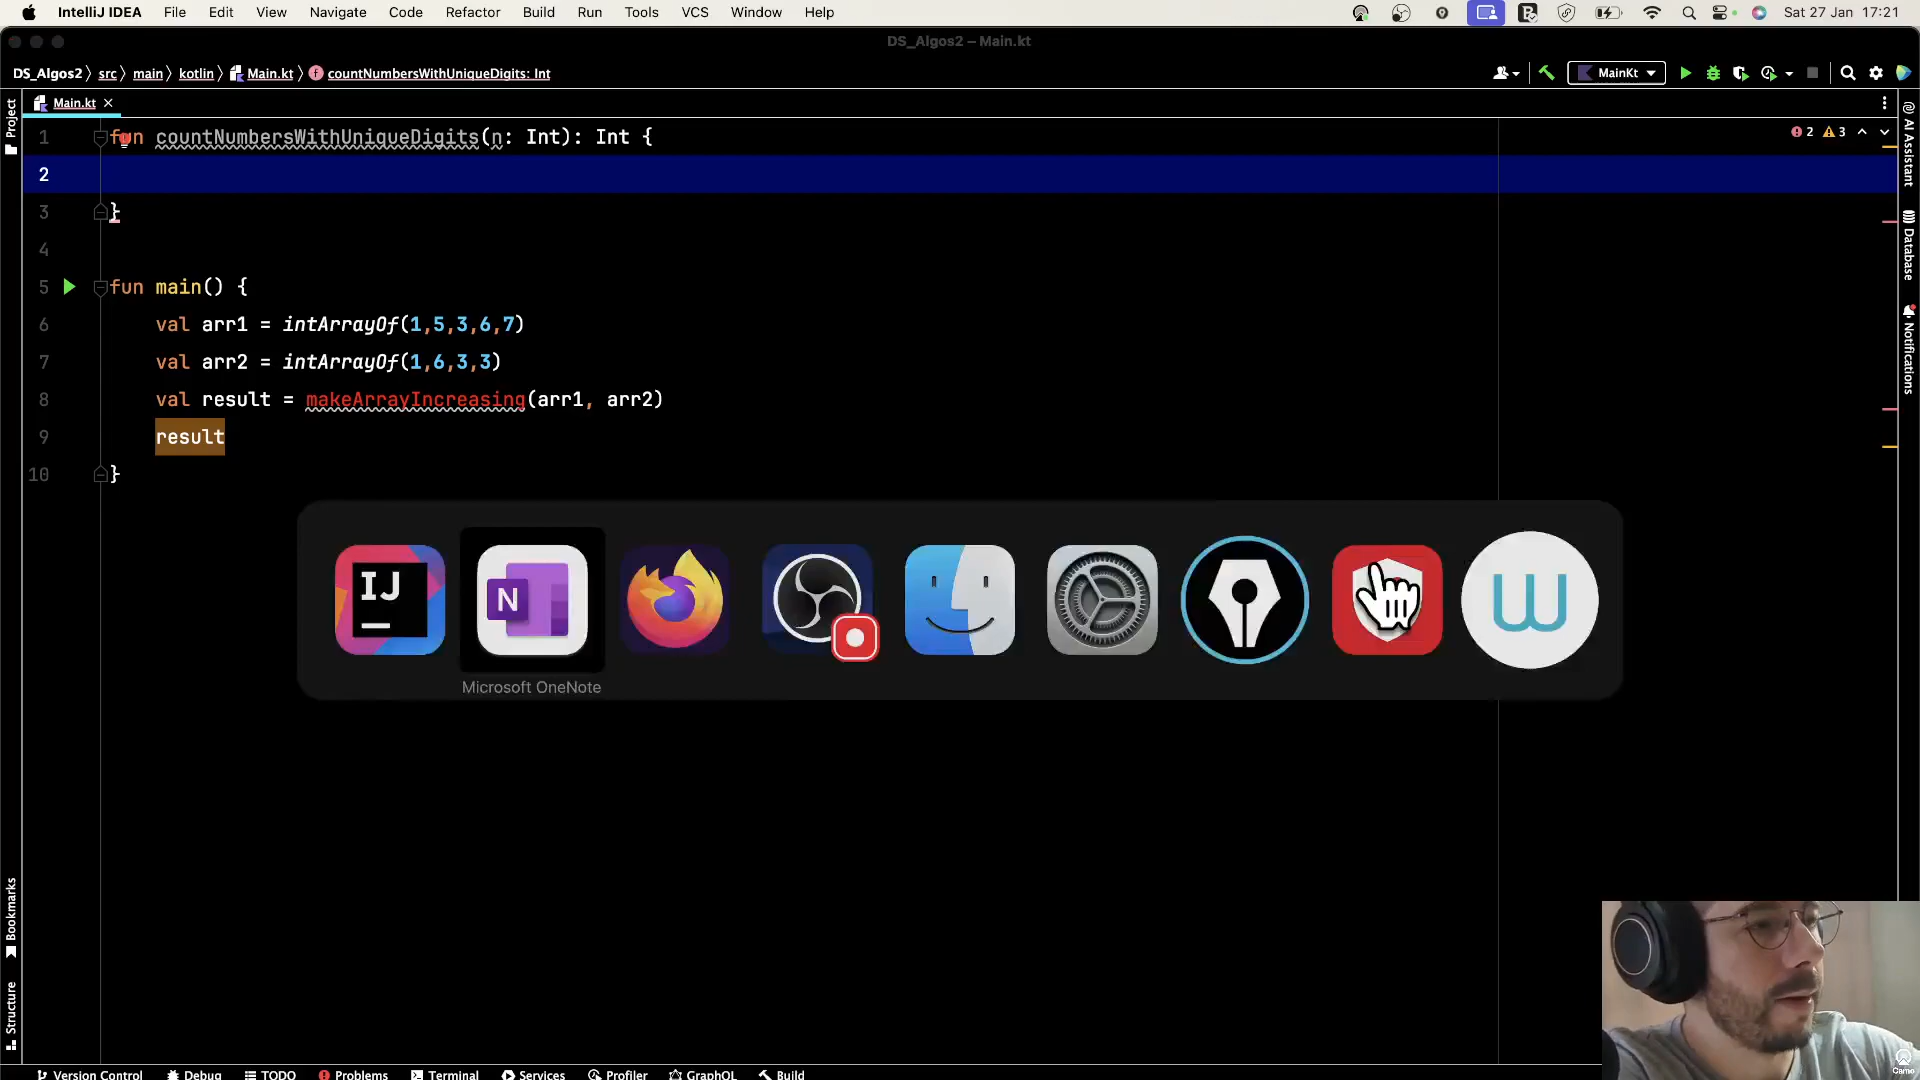 IntelliJ IDEA File Edit View Navigate Code Refactor Build Run Tools VCS Window Help Sat 27 Jan 17:21
DS_Algos2 – Main.kt
DS_Algos2 src main kotlin Main.kt countNumbersWithUniqueDigits: Int MainKt
Project
Main.kt
1 fun countNumbersWithUniqueDigits(n: Int): Int {
2 3
2
3 }
4
5 fun main() {
6 val arr1 = intArrayOf(1,5,3,6,7)
7 val arr2 = intArrayOf(1,6,3,3)
8 val result = makeArrayIncreasing(arr1, arr2)
9 result
10 }
AI Assistant
Database
Notifications
IJ
N
W
Microsoft OneNote
Bookmarks
Structure
Camo
Version Control Debug TODO Problems Terminal Services Profiler GraphQL Build